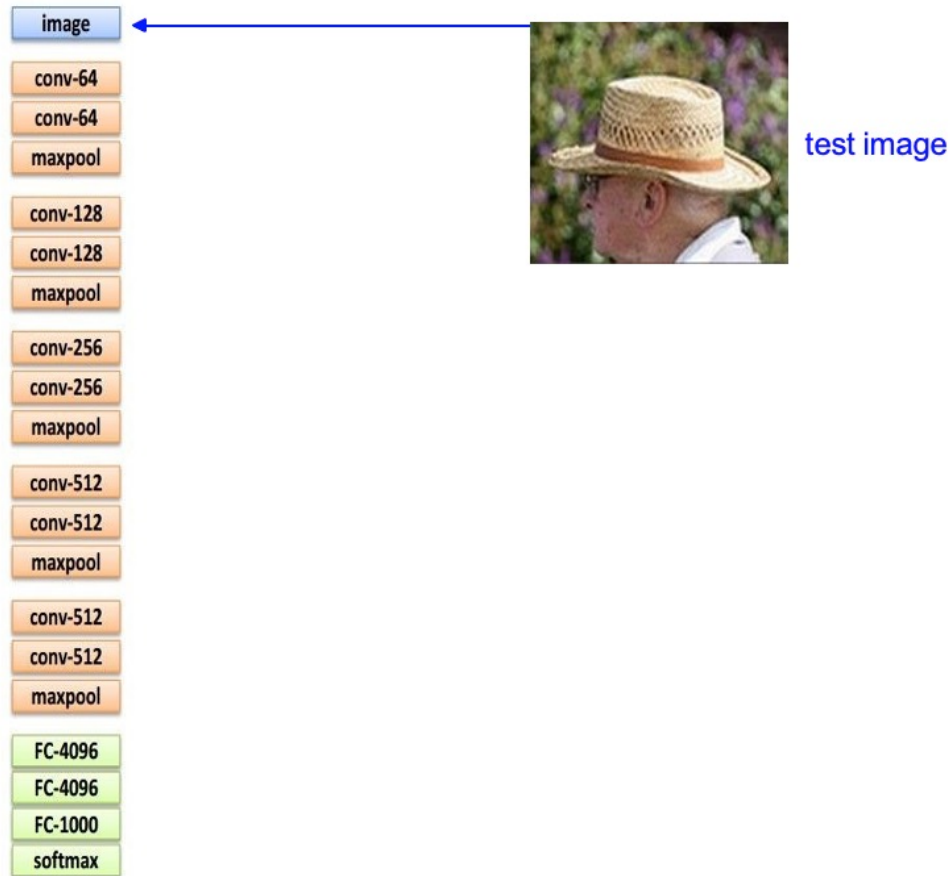 image
conv-64
conv-64
maxpool
conv-128
conv-128
maxpool
conv-256
conv-256
maxpool
conv-512
conv-512
maxpool
conv-512
conv-512
maxpool
FC-4096
FC-4096
FC-1000
softmax
test image